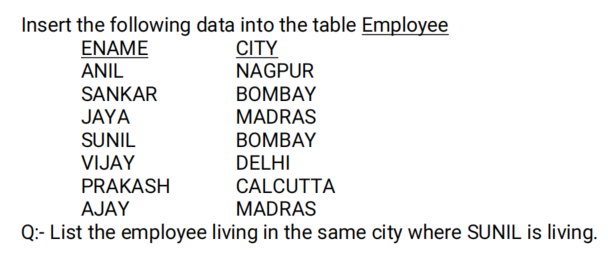 Insert the following data into the table Employee
ENAME CITY
ANIL NAGPUR
SANKAR BOMBAY
JAYA MADRAS
SUNIL BOMBAY
VIJAY DELHI
PRAKASH CALCUTTA
AJAY MADRAS
Q:- List the employee living in the same city where SUNIL is living.